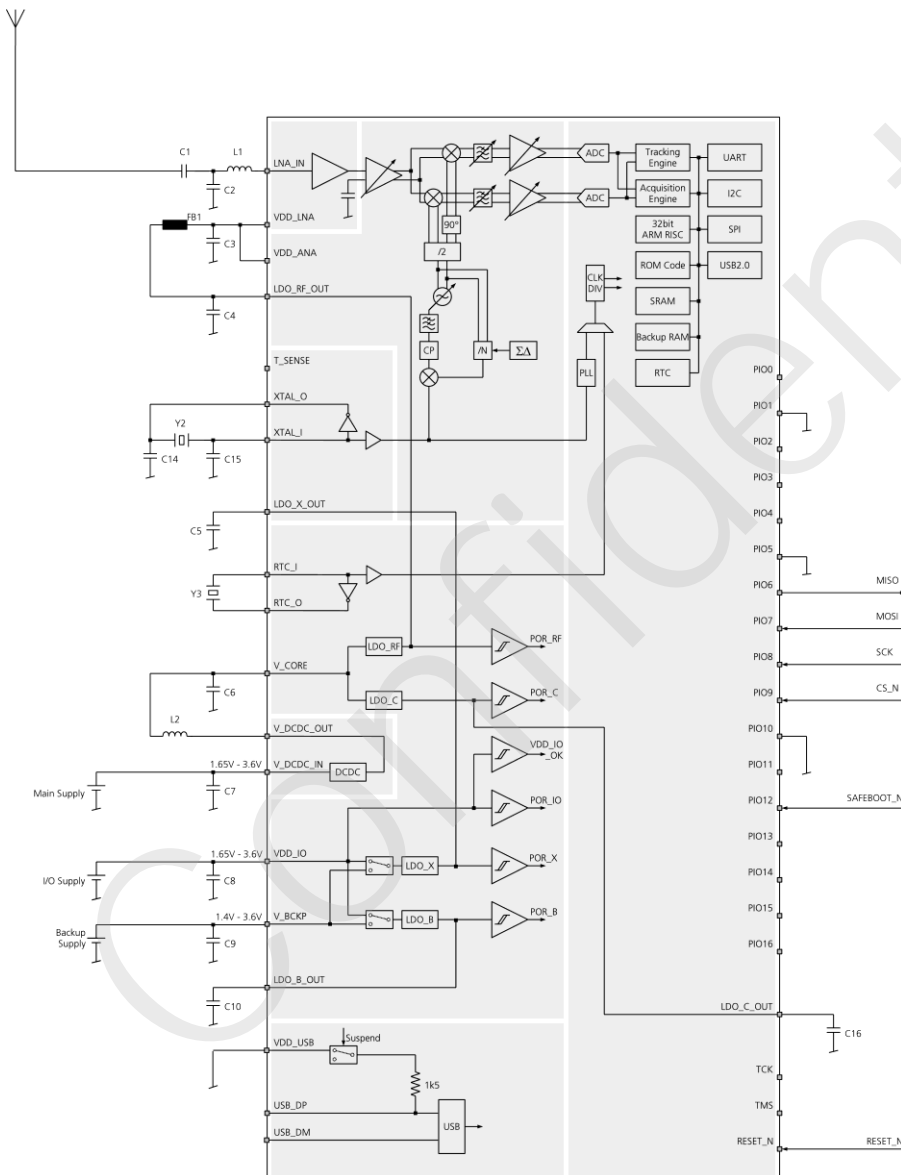 C1
L1
LNA_IN
C2
FB1
VDD_LNA
C3
VDD_ANA
LDO_RF_OUT
C4
T_SENSE
XTAL_O
Y2
XTAL_I
C14
C15
LDO_X_OUT
C5
RTC_I
Y3
RTC_O
V_CORE
C6
L2
V_DCDC_OUT
1.65V - 3.6V
V_DCDC_IN
Main Supply
C7
1.65V - 3.6V
VDD_IO
I/O Supply
C8
1.4V - 3.6V
V_BCKP
Backup
Supply
C9
LDO_B_OUT
C10
VDD_USB
Suspend
1k5
USB_DP
USB_DM
USB
90°
/2
CP
/N
ΣΔ
ADC
ADC
Tracking
Engine
Acquisition
Engine
32bit
ARM RISC
ROM Code
SRAM
Backup RAM
RTC
UART
I2C
SPI
USB2.0
CLK
DIV
PLL
LDO_RF
POR_RF
LDO_C
POR_C
DCDC
VDD_IO
_OK
POR_IO
LDO_X
POR_X
LDO_B
POR_B
PIO0
PIO1
PIO2
PIO3
PIO4
PIO5
PIO6
MISO
PIO7
MOSI
PIO8
SCK
PIO9
CS_N
PIO10
PIO11
PIO12
SAFEBOOT_N
PIO13
PIO14
PIO15
PIO16
LDO_C_OUT
C16
TCK
TMS
RESET_N
RESET_N
Confident